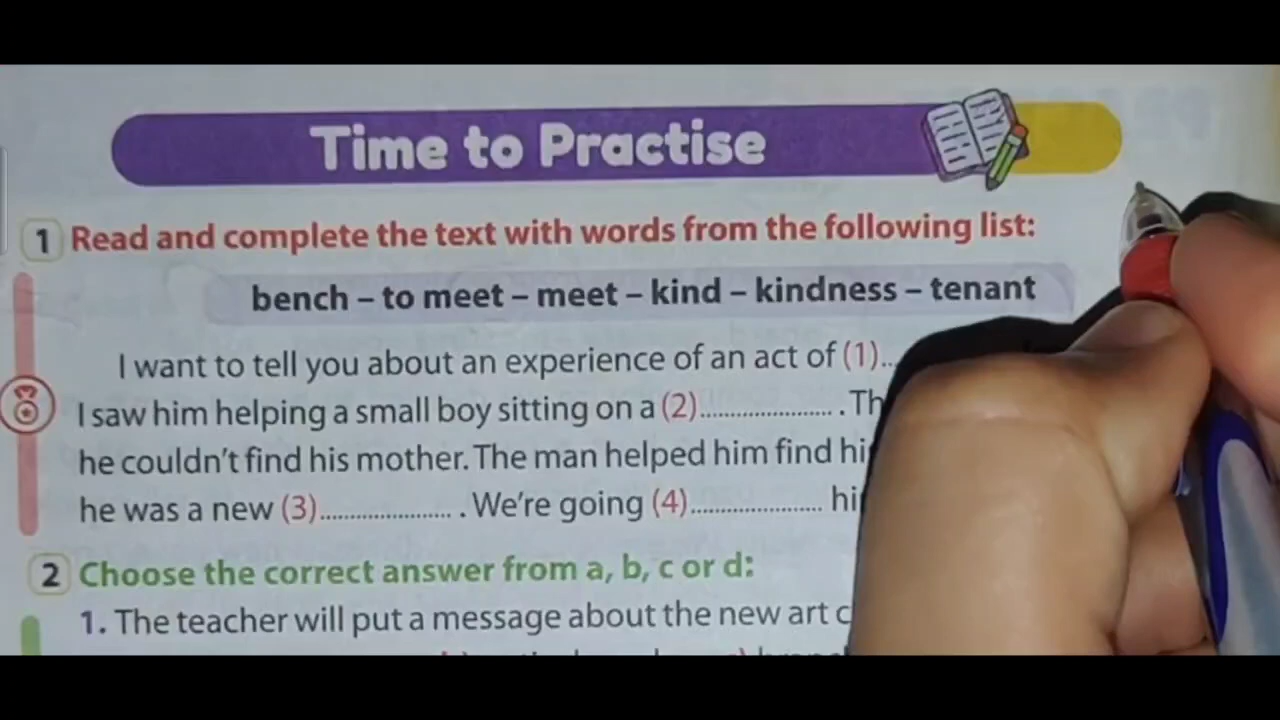 Time to Practise
1 Read and complete the text with words from the following list:
bench – to meet – meet – kind – kindness – tenant
I want to tell you about an experience of an act of (1)..
I saw him helping a small boy sitting on a (2)..................... . Th
he couldn't find his mother. The man helped him find hi
he was a new (3)..................... . We're going (4)..................... hi
2 Choose the correct answer from a, b, c or d:
1. The teacher will put a message about the new art c